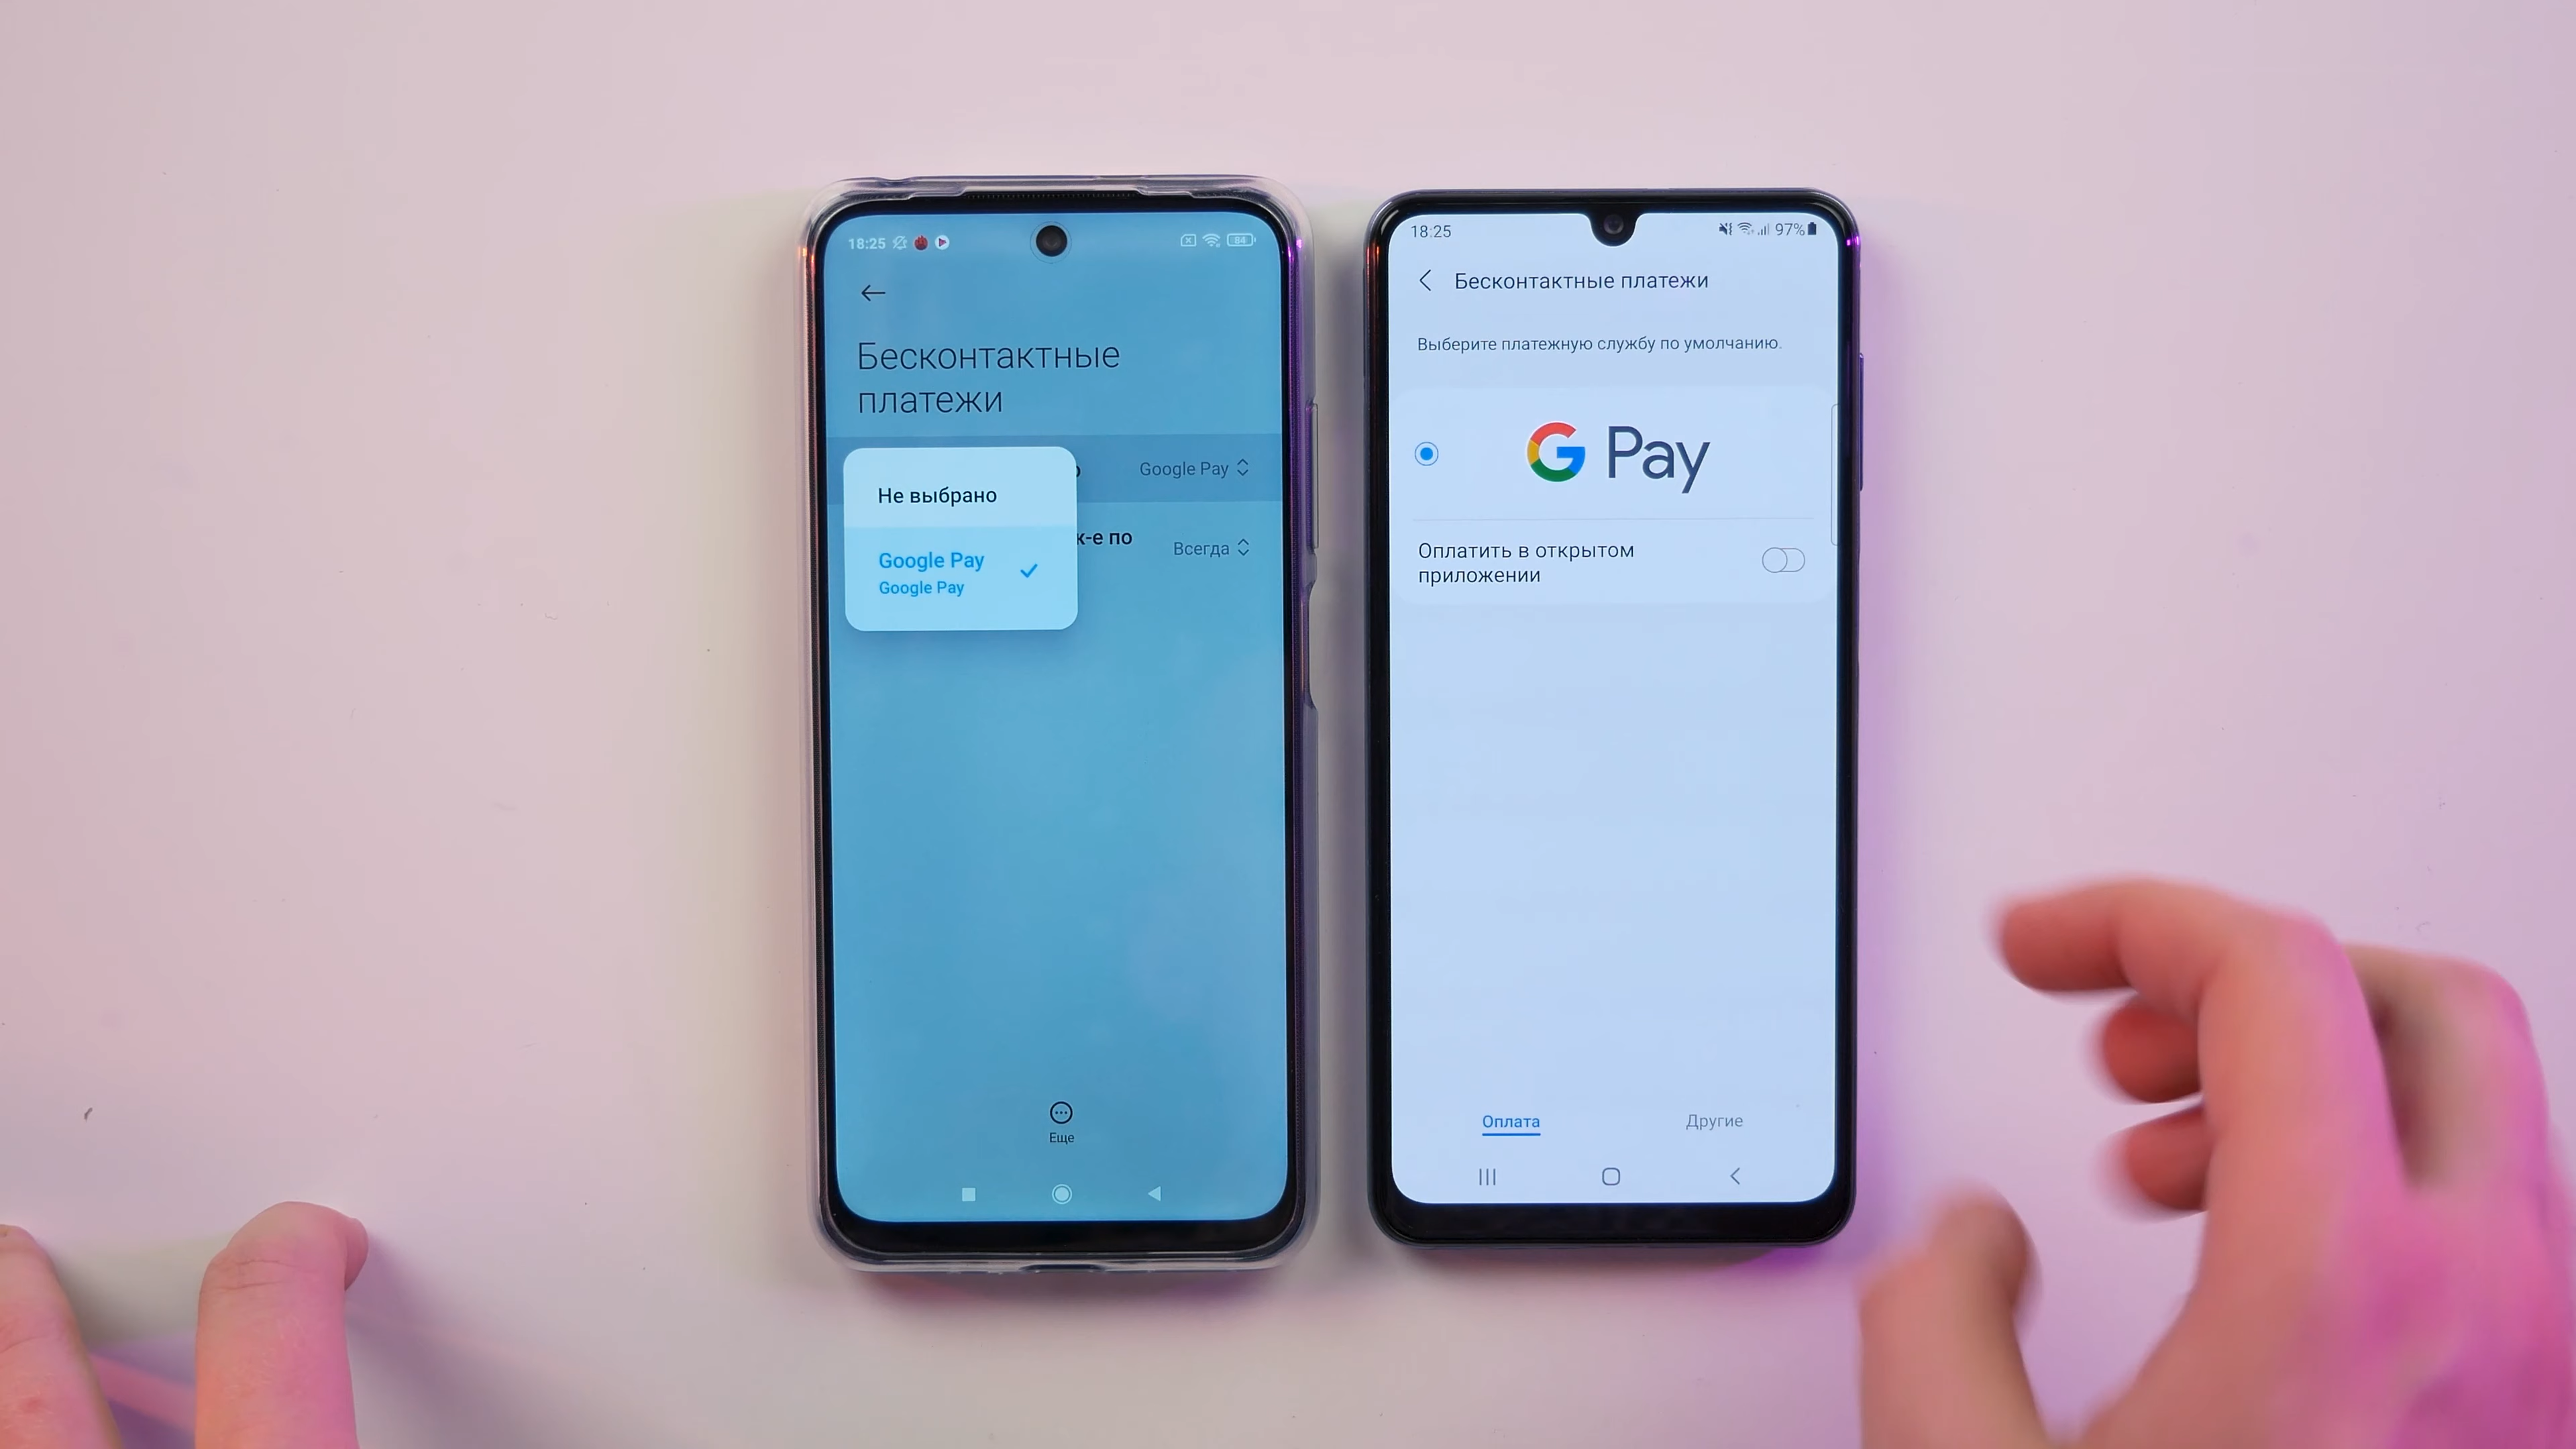 18:25
84
Бесконтактные
платежи
Google Pay
Не выбрано
к-е по
Всегда
Google Pay
Google Pay
Еще
18:25
97%
Бесконтактные платежи
Выберите платежную службу по умолчанию.
G Pay
Оплатить в открытом
приложении
Оплата
Другие